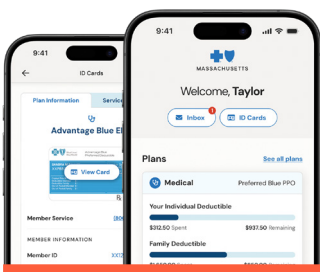 9:41
ID Cards
Plan Information Service
Advantage Blue El
View Card
Member Service
MEMBER INFORMATION
Member ID
9:41
MASSACHUSETTS
Welcome, Taylor
Inbox 1
ID Cards
Plans See all plans
Medical Preferred Blue PPO
Your Individual Deductible
$312.50 Spent $937.50 Remaining
Family Deductible